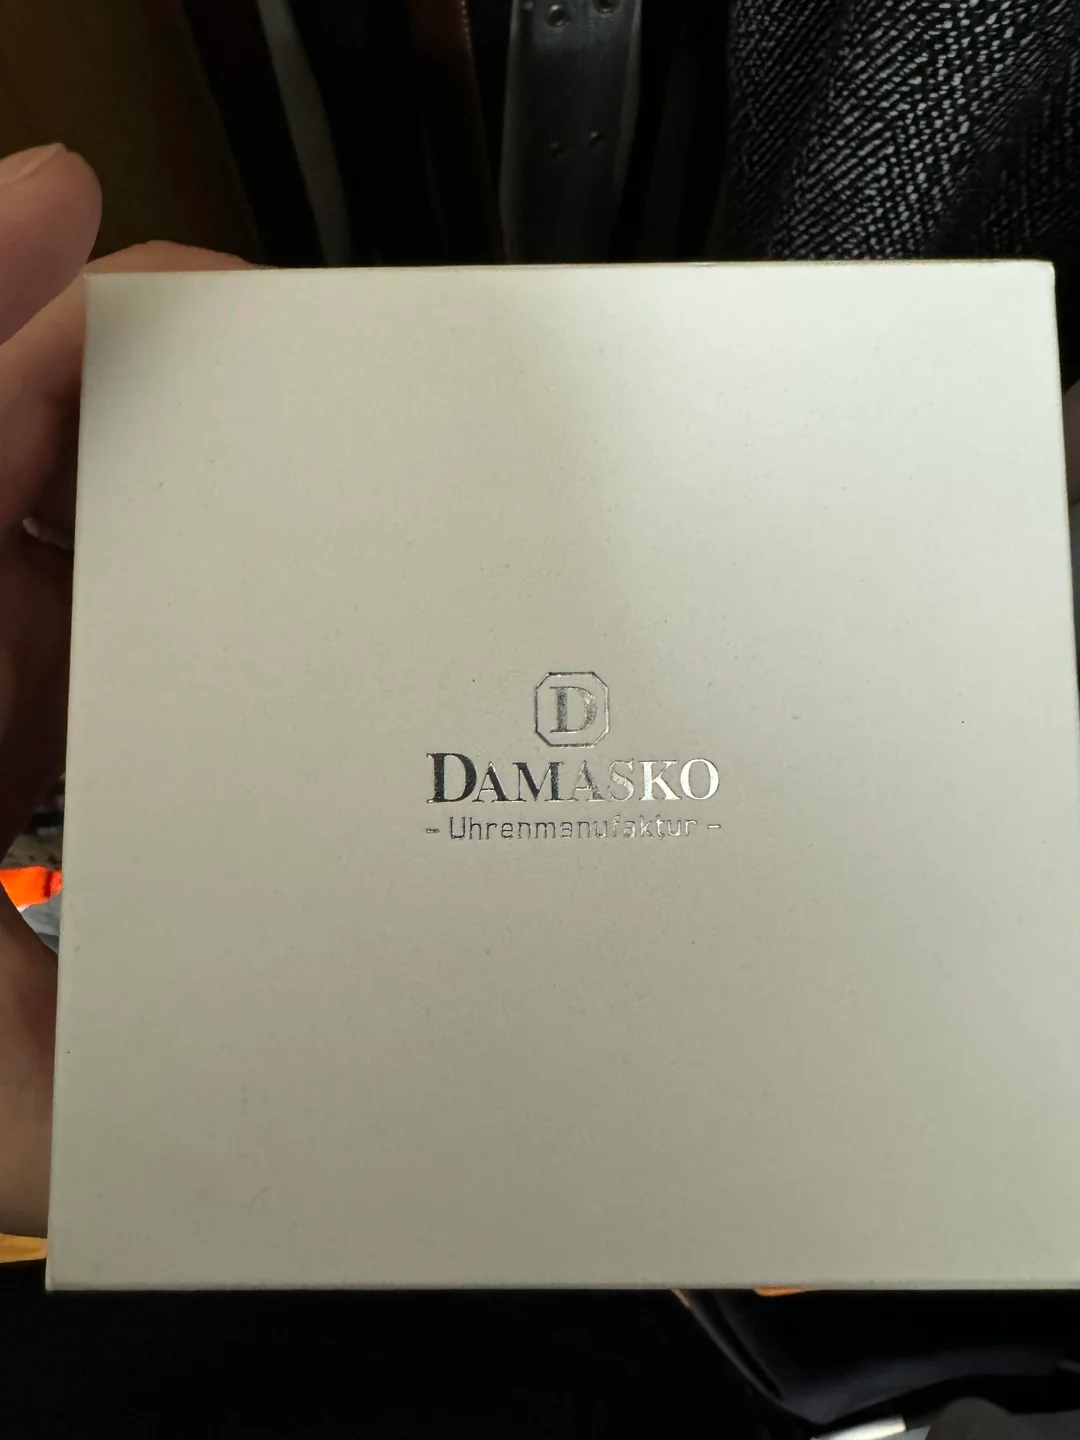 D
DAMASKO
- Uhrenmanufaktur -